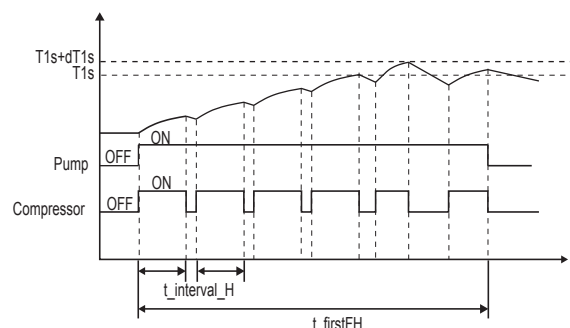 T1s+dT1s
T1s
ON
Pump OFF
ON
Compressor OFF
t_interval_H
t_firstFH